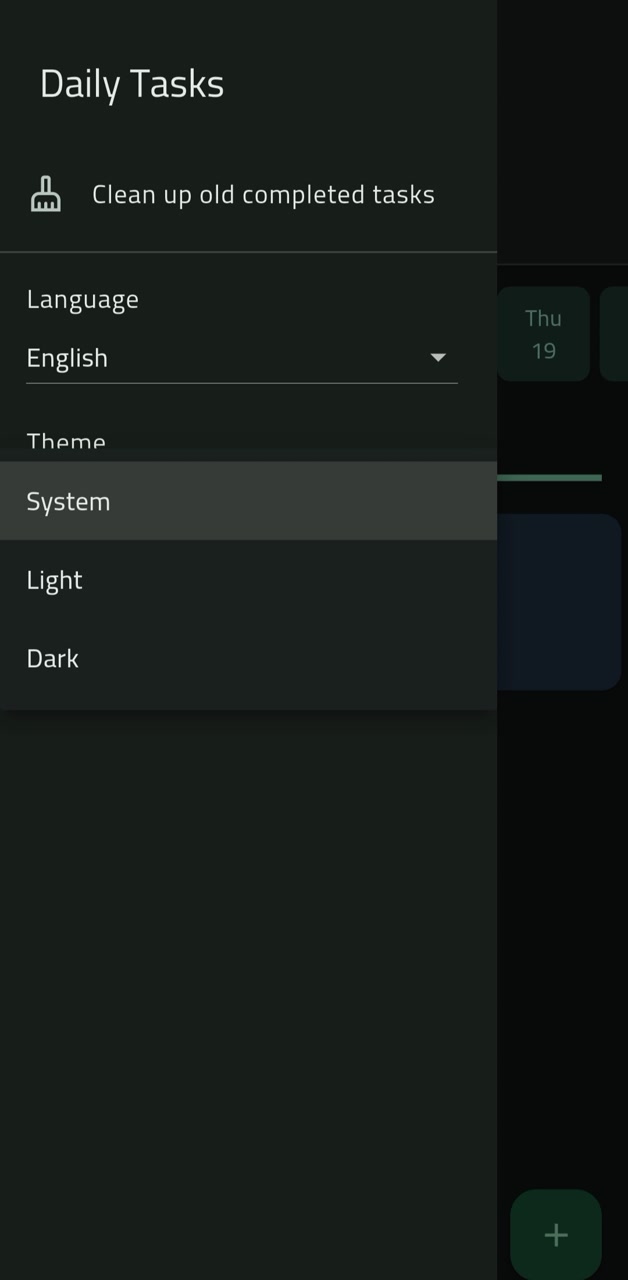 Daily Tasks
Clean up old completed tasks
Language
English
Theme
System
Light
Dark
Thu
19
+